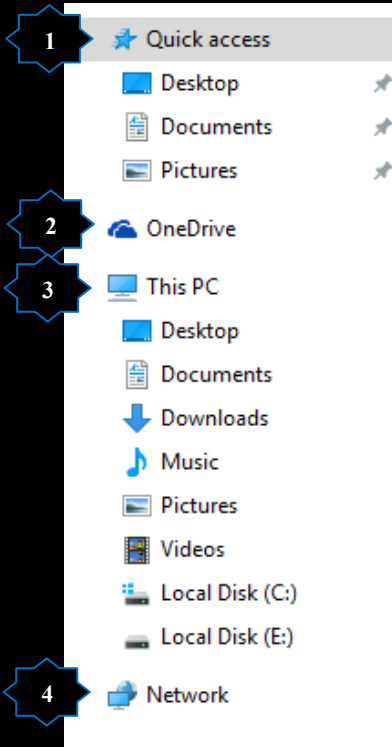 1 Quick access
Desktop
Documents
Pictures
2 OneDrive
3 This PC
Desktop
Documents
Downloads
Music
Pictures
Videos
Local Disk (C:)
Local Disk (E:)
4 Network